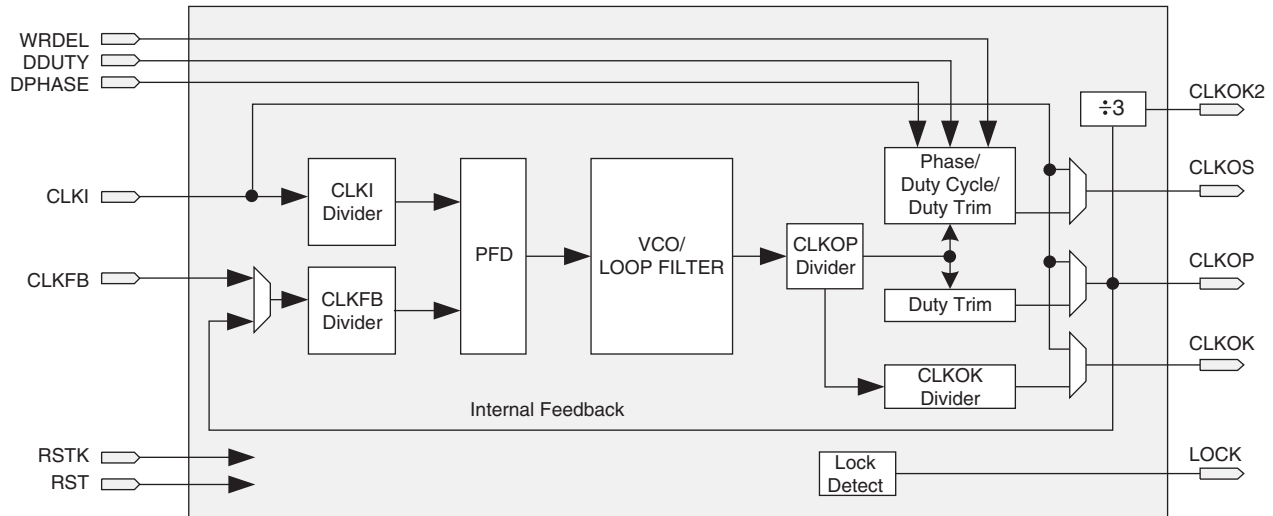 WRDEL
DDUTY
DPHASE
CLKOK2
÷3
Phase/
Duty Cycle/
Duty Trim
CLKOS
CLKI
CLKI
Divider
PFD
VCO/
LOOP FILTER
CLKOP
Divider
CLKOP
CLKFB
CLKFB
Divider
Duty Trim
CLKOK
CLKOK
Divider
Internal Feedback
RSTK
RST
Lock
Detect
LOCK